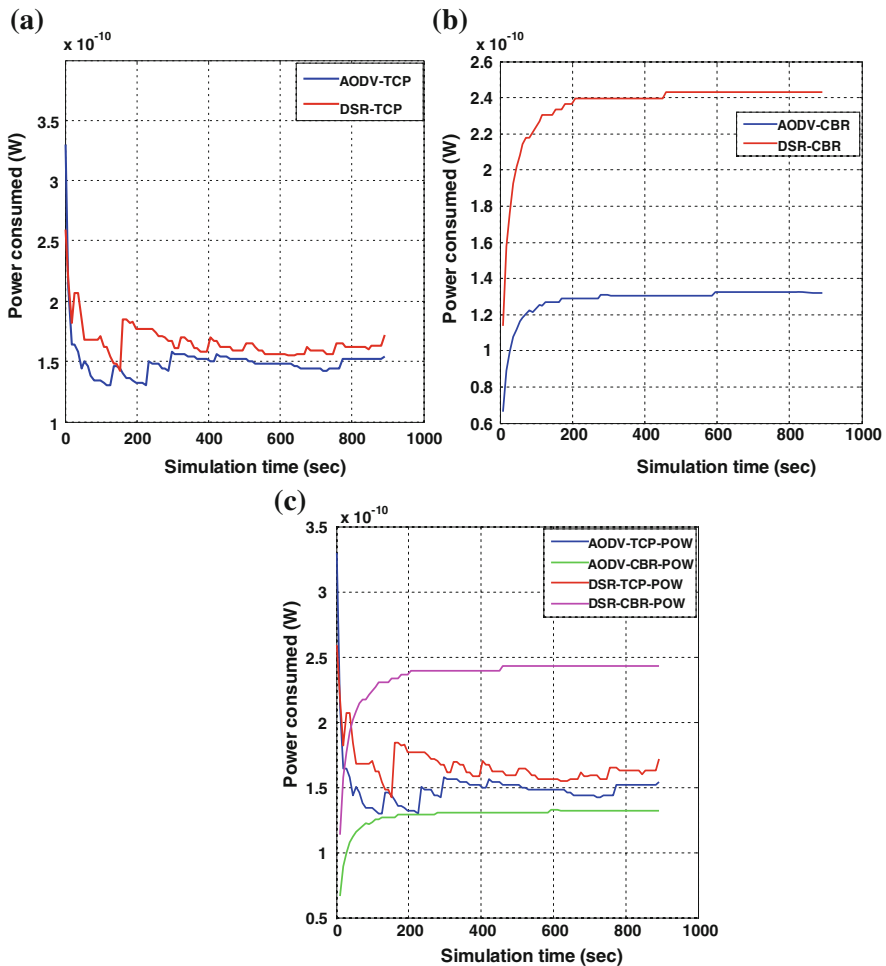 (a)
x 10-10
AODV-TCP
DSR-TCP
3.5
3
2.5
2
1.5
1
0
200
400
600
800
1000
Power consumed (W)
Simulation time (sec)
(b)
x 10-10
2.6
2.4
2.2
2
1.8
1.6
1.4
1.2
1
0.8
0.6
0
200
400
600
800
1000
AODV-CBR
DSR-CBR
Power consumed (W)
Simulation time (sec)
(c)
x 10-10
3.5
3
2.5
2
1.5
1
0.5
0
200
400
600
800
1000
AODV-TCP-POW
AODV-CBR-POW
DSR-TCP-POW
DSR-CBR-POW
Power consumed (W)
Simulation time (sec)